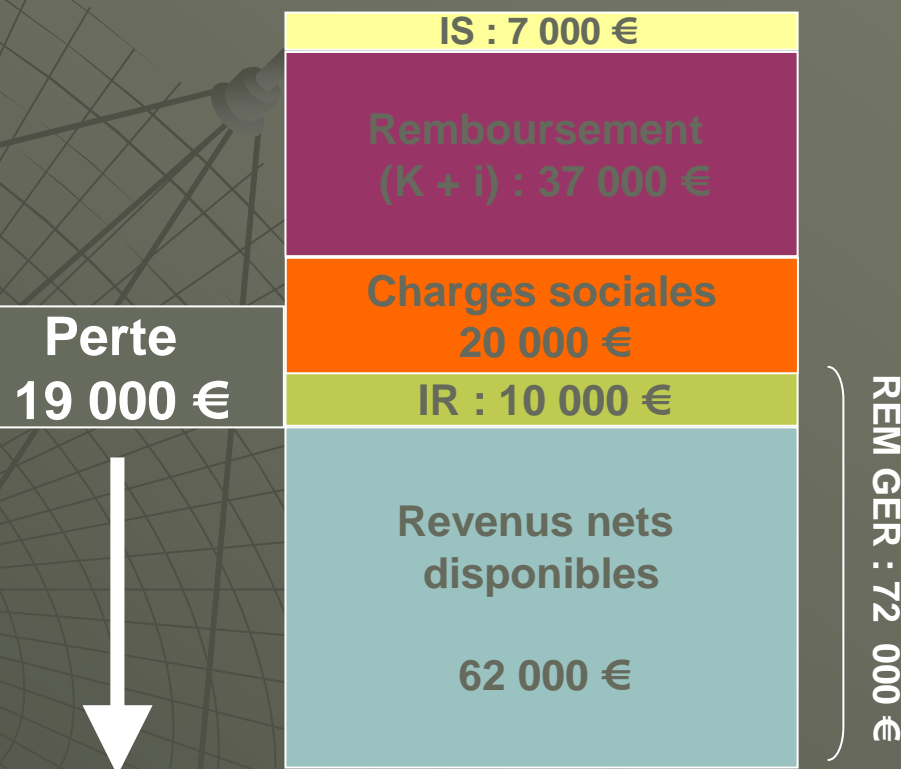 IS : 7 000 €
Remboursement
(K + i) : 37 000 €
Charges sociales
20 000 €
Perte
19 000 €
IR : 10 000 €
Revenus nets
disponibles
62 000 €
REM GER : 72 000 €